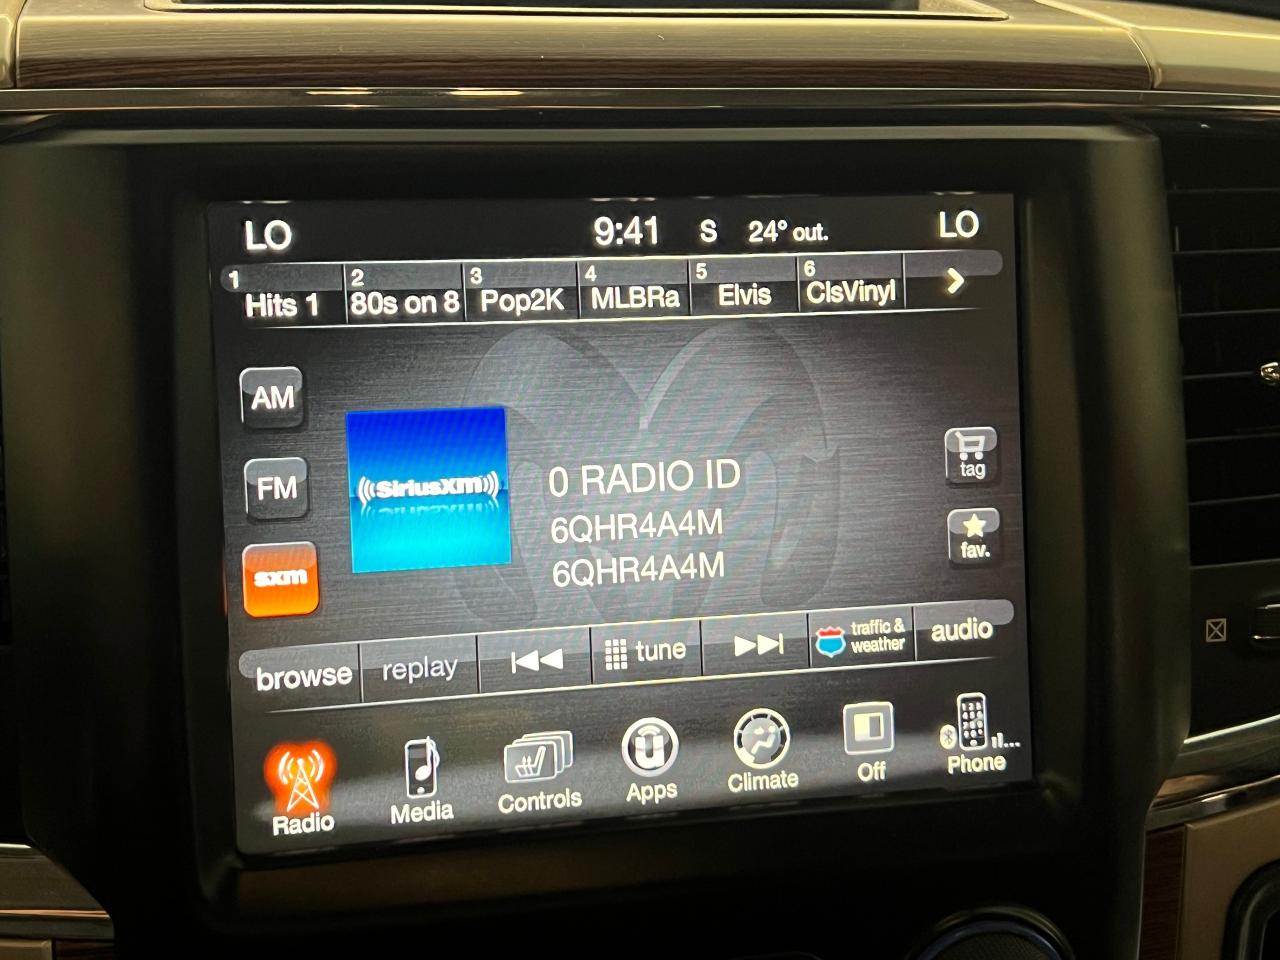 LO 9:41 S 24° out. LO
1 2 3 4 5 6
Hits 1 80s on 8 Pop2K MLBRa Elvis ClsVinyl
AM
FM
sxm
SiriusXM
0 RADIO ID
6QHR4A4M
6QHR4A4M
tag
fav.
browse replay tune traffic & weather audio
Radio Media Controls Apps Climate Off Phone